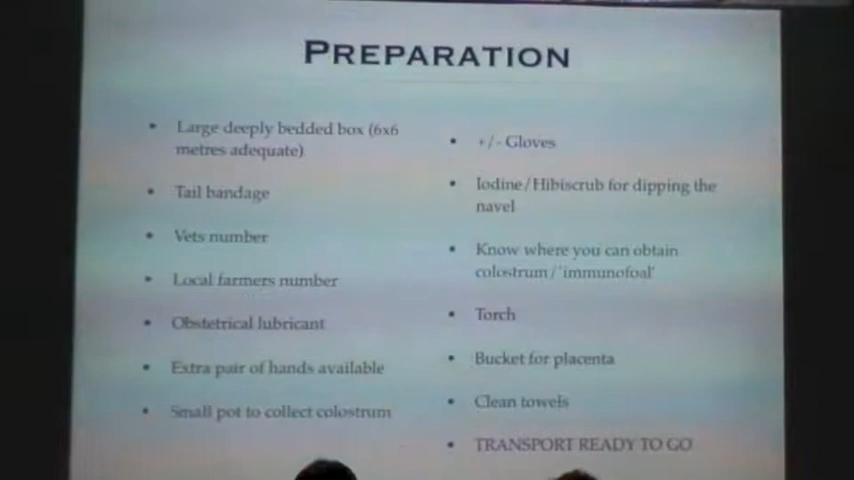 PREPARATION
• Large deeply bedded box (6x6
metres adequate)
• Tail bandage
• Vets number
• Local farmers number
• Obstetrical lubricant
• Extra pair of hands available
• Small pot to collect colostrum
• +/- Gloves
• Iodine/Hibiscrub for dipping the
navel
• Know where you can obtain
colostrum/'immunofoal'
• Torch
• Bucket for placenta
• Clean towels
• TRANSPORT READY TO GO